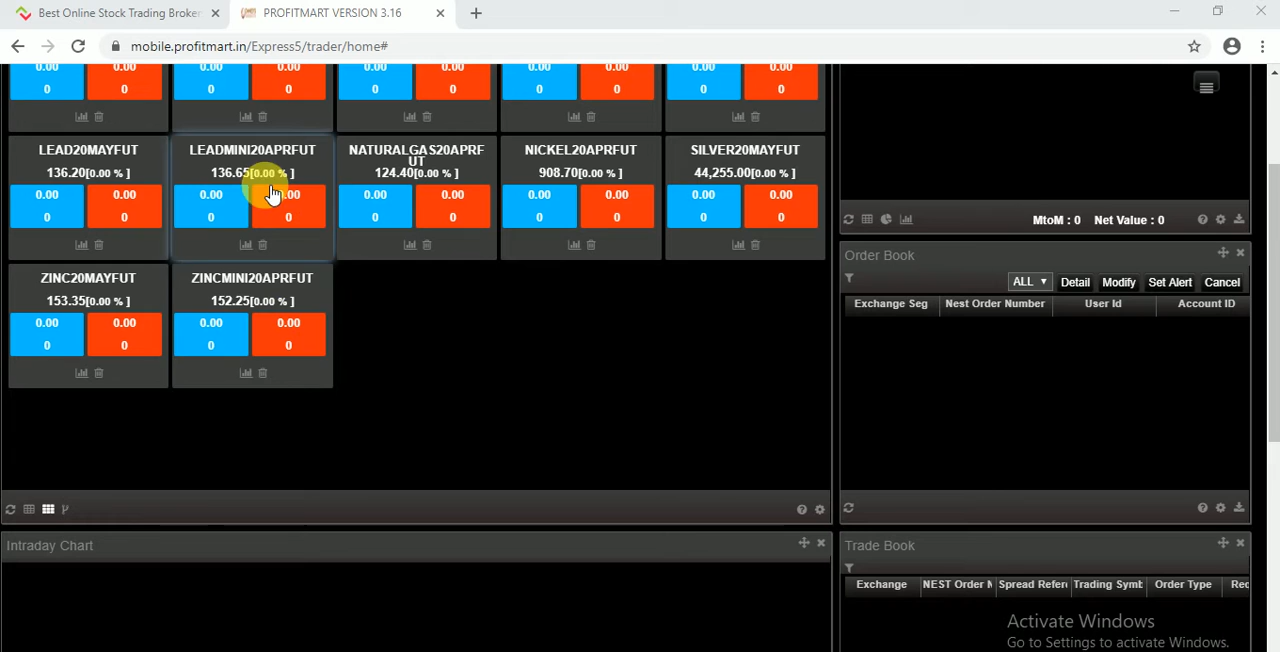 Best Online Stock Trading Broker
PROFITMART VERSION 3.16
mobile.profitmart.in/Express5/trader/home#
0.00 0.00 0.00 0.00 0.00 0.00 0.00 0.00 0.00 0.00
0 0 0 0 0 0 0 0 0 0
LEAD20MAYFUT
136.20[0.00 % ]
0.00 0.00
0 0
LEADMINI20APRFUT
136.65[0.00 % ]
0.00 0.00
0 0
NATURALGAS20APRF
UT
124.40[0.00 % ]
0.00 0.00
0 0
NICKEL20APRFUT
908.70[0.00 % ]
0.00 0.00
0 0
SILVER20MAYFUT
44,255.00[0.00 % ]
0.00 0.00
0 0
ZINC20MAYFUT
153.35[0.00 % ]
0.00 0.00
0 0
ZINCMINI20APRFUT
152.25[0.00 % ]
0.00 0.00
0 0
MtoM : 0 Net Value : 0
Order Book
ALL Detail Modify Set Alert Cancel
Exchange Seg Nest Order Number User Id Account ID
Intraday Chart
Trade Book
Exchange NEST Order N Spread Refer Trading Symb Order Type Rec
Activate Windows
Go to Settings to activate Windows.